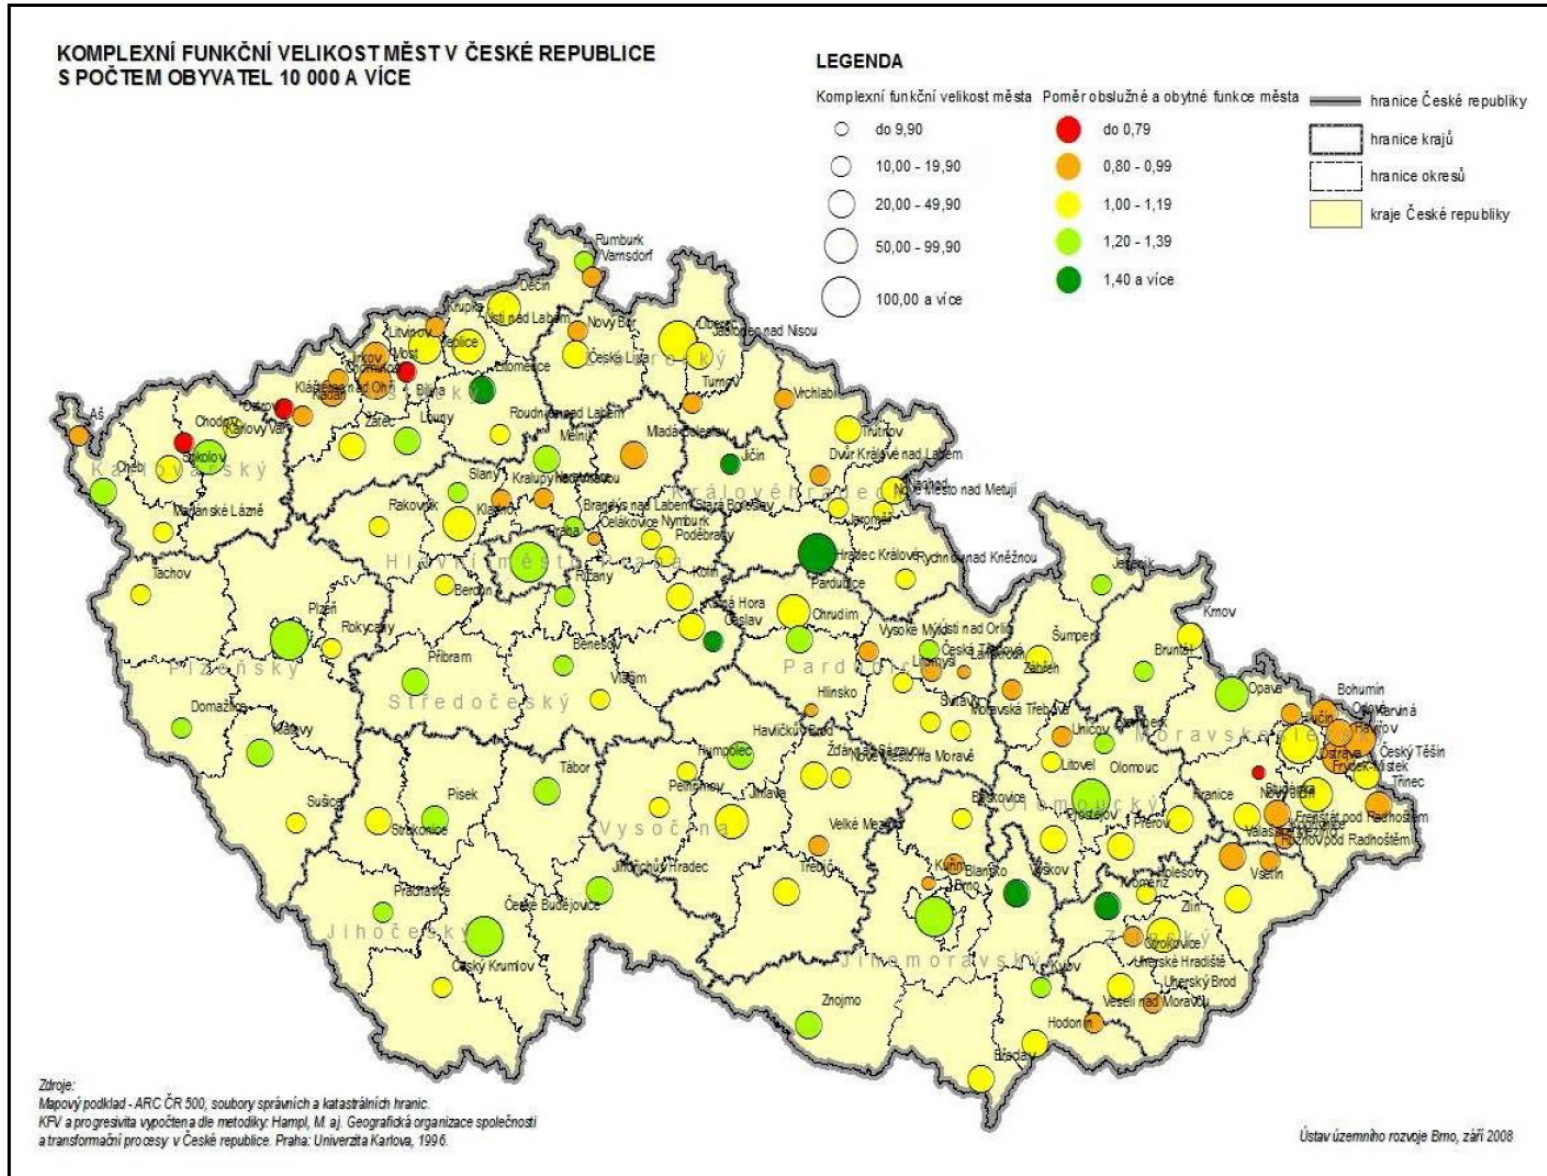 KOMPLEXNÍ FUNKČNÍ VELIKOST MĚST V ČESKÉ REPUBLICE
S POČTEM OBYVATEL 10 000 A VÍCE
LEGENDA
Komplexní funkční velikost města
do 9,90
10,00 - 19,90
20,00 - 49,90
50,00 - 99,90
100,00 a více
Poměr obslužné a obytné funkce města
do 0,79
0,80 - 0,99
1,00 - 1,19
1,20 - 1,39
1,40 a více
hranice České republiky
hranice krajů
hranice okresů
kraje České republiky
Rumburk
Varnsdorf
Děčín
Krupka
Ústí nad Labem
Litvínov
Teplice
Nový Bor
Liberec
Jablonec nad Nisou
Most
Jirkov
Česká Lípa
Litoměřice
Chomutov
Klášterec nad Ohří
Bílina
Kadaň
Turnov
Vrchlabí
Ostrov
Aš
Chodov
Karlovy Vary
Louny
Žatec
Roudnice nad Labem
Mělník
Mladá Boleslav
Trutnov
Jičín
Dvůr Králové nad Labem
Cheb
Sokolov
Karlovarský
Slaný
Kralupy nad Vltavou
Neratovice
Královéhradecký
Náchod
Nové Město nad Metují
Mariánské Lázně
Rakovník
Kladno
Brandýs nad Labem-Stará Boleslav
Jaroměř
Praha
Čelákovice
Nymburk
Poděbrady
Hlavní město Praha
Hradec Králové
Rychnov nad Kněžnou
Tachov
Beroun
Říčany
Kolín
Pardubice
Jeseník
Kutná Hora
Čáslav
Chrudim
Plzeň
Rokycany
Krnov
Vysoké Mýto
Ústí nad Orlicí
Šumperk
Plzeňský
Příbram
Benešov
Česká Třebová
Lanškroun
Litomyšl
Zábřeh
Bruntál
Středočeský
Vlašim
Hlinsko
Opava
Bohumín
Domažlice
Svitavy
Moravská Třebová
Orlová
Karviná
Klatovy
Havlíčkův Brod
Uničov
Šternberk
Hlučín
Havířov
Humpolec
Žďár nad Sázavou
Nové Město na Moravě
Ostrava
Český Těšín
Tábor
Litovel
Olomouc
Frýdek-Místek
Třinec
Písek
Pelhřimov
Jihlava
Olomoucký
Studénka
Sušice
Strakonice
Vysočina
Boskovice
Prostějov
Přerov
Hranice
Nový Jičín
Frenštát pod Radhoštěm
Kopřivnice
Valašské Meziříčí
Rožnov pod Radhoštěm
Velké Meziříčí
Jindřichův Hradec
Třebíč
Kuřim
Blansko
Vyškov
Kroměříž
Holešov
Vsetín
Prachatice
Brno
České Budějovice
Zlín
Jihočeský
Otrokovice
Jihomoravský
Český Krumlov
Kyjov
Uherské Hradiště
Uherský Brod
Veselí nad Moravou
Znojmo
Hodonín
Břeclav
Zdroje:
Mapový podklad - ARC ČR 500, soubory správních a katastrálních hranic.
KFV a progresivita vypočtena dle metodiky: Hampl, M. aj. Geografická organizace společnosti
a transformační procesy v České republice. Praha: Univerzita Karlova, 1996.
Ústav územního rozvoje Brno, září 2008